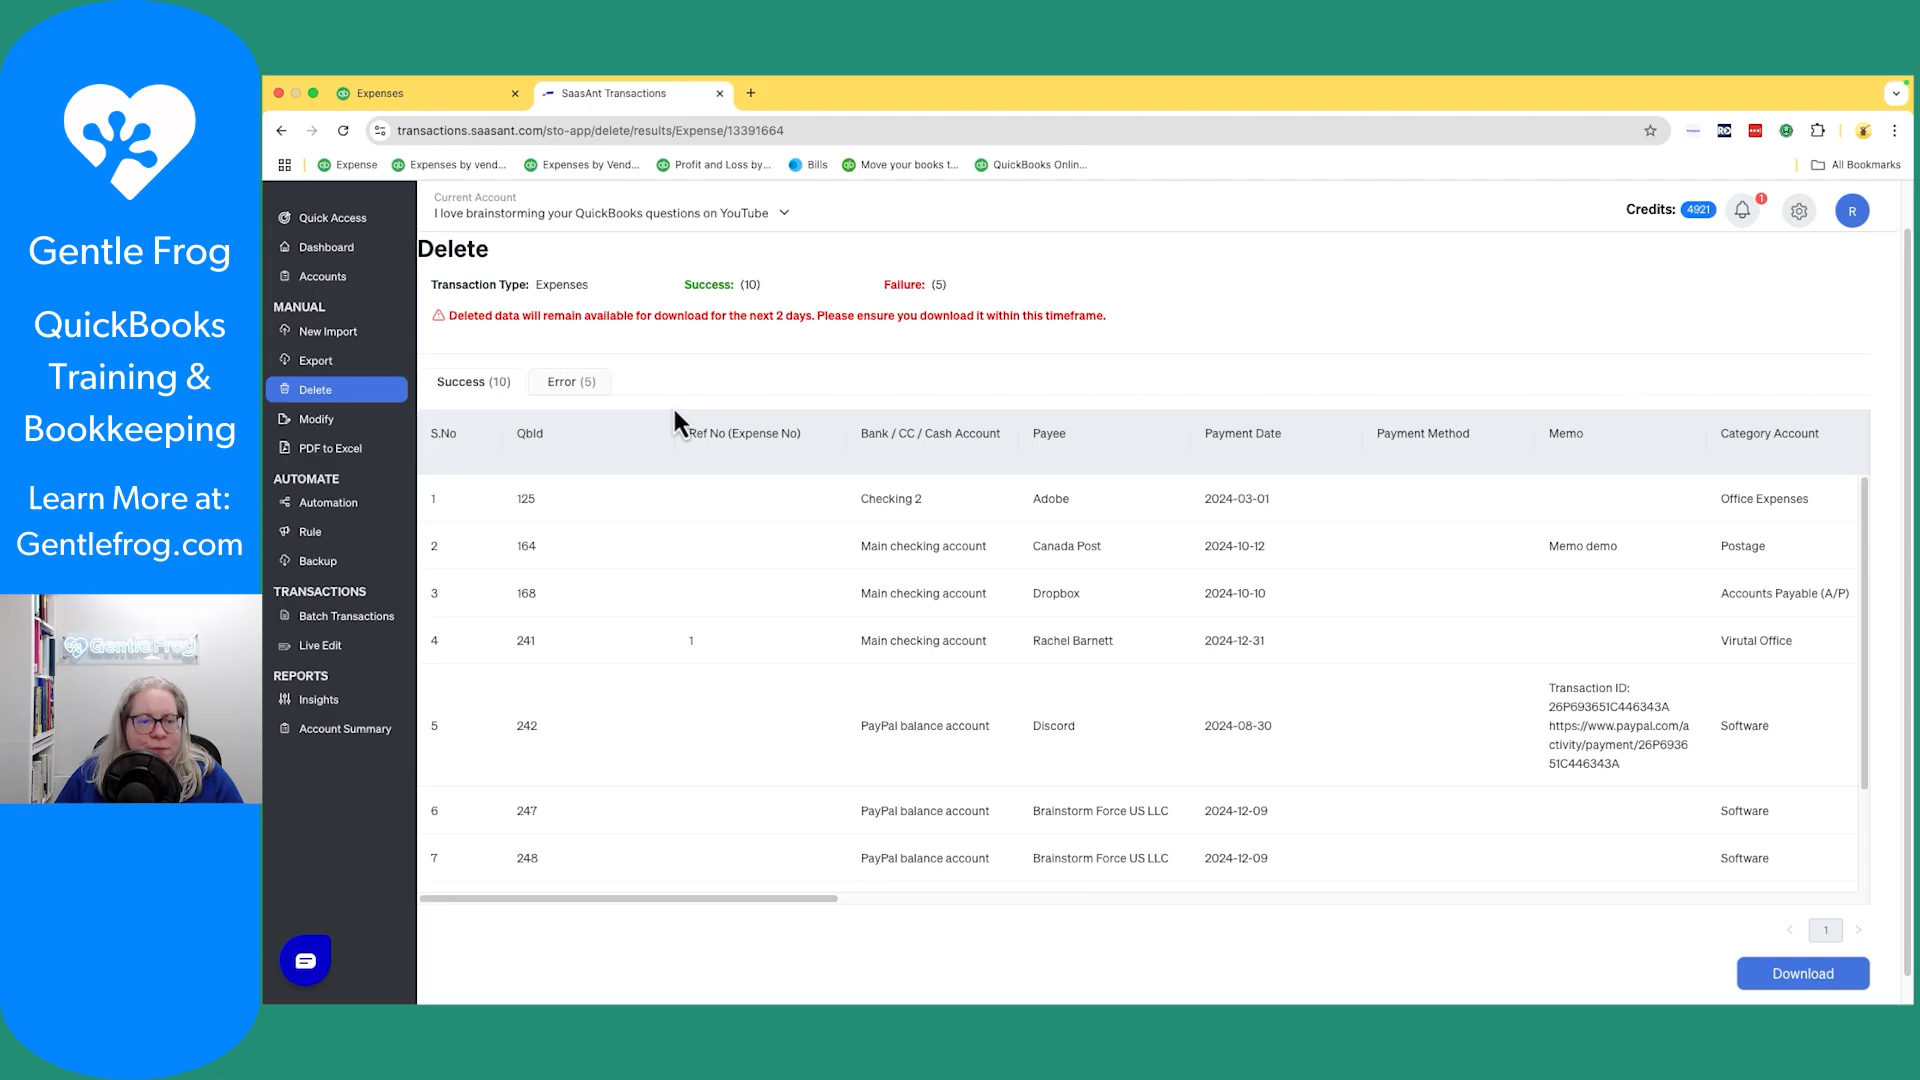 Gentle Frog
QuickBooks
Training &
Bookkeeping
Learn More at:
Gentlefrog.com
Gentle Frog
Expenses
SaasAnt Transactions
transactions.saasant.com/sto-app/delete/results/Expense/13391664
Expense
Expenses by vend...
Expenses by Vend...
Profit and Loss by...
Bills
Move your books t...
QuickBooks Onlin...
All Bookmarks
Quick Access
Dashboard
Accounts
MANUAL
New Import
Export
Delete
Modify
PDF to Excel
AUTOMATE
Automation
Rule
Backup
TRANSACTIONS
Batch Transactions
Live Edit
REPORTS
Insights
Account Summary
Current Account
I love brainstorming your QuickBooks questions on YouTube
Credits: 4921
1
R
Delete
Transaction Type: Expenses Success: (10) Failure: (5)
Deleted data will remain available for download for the next 2 days. Please ensure you download it within this timeframe.
Success (10) Error (5)
S.No QbId Ref No (Expense No) Bank / CC / Cash Account Payee Payment Date Payment Method Memo Category Account
1 125 Checking 2 Adobe 2024-03-01 Office Expenses
2 164 Main checking account Canada Post 2024-10-12 Memo demo Postage
3 168 Main checking account Dropbox 2024-10-10 Accounts Payable (A/P)
4 241 1 Main checking account Rachel Barnett 2024-12-31 Virutal Office
5 242 PayPal balance account Discord 2024-08-30 Transaction ID:
26P693651C446343A
https://www.paypal.com/a
ctivity/payment/26P6936
51C446343A
Software
6 247 PayPal balance account Brainstorm Force US LLC 2024-12-09 Software
7 248 PayPal balance account Brainstorm Force US LLC 2024-12-09 Software
1
Download